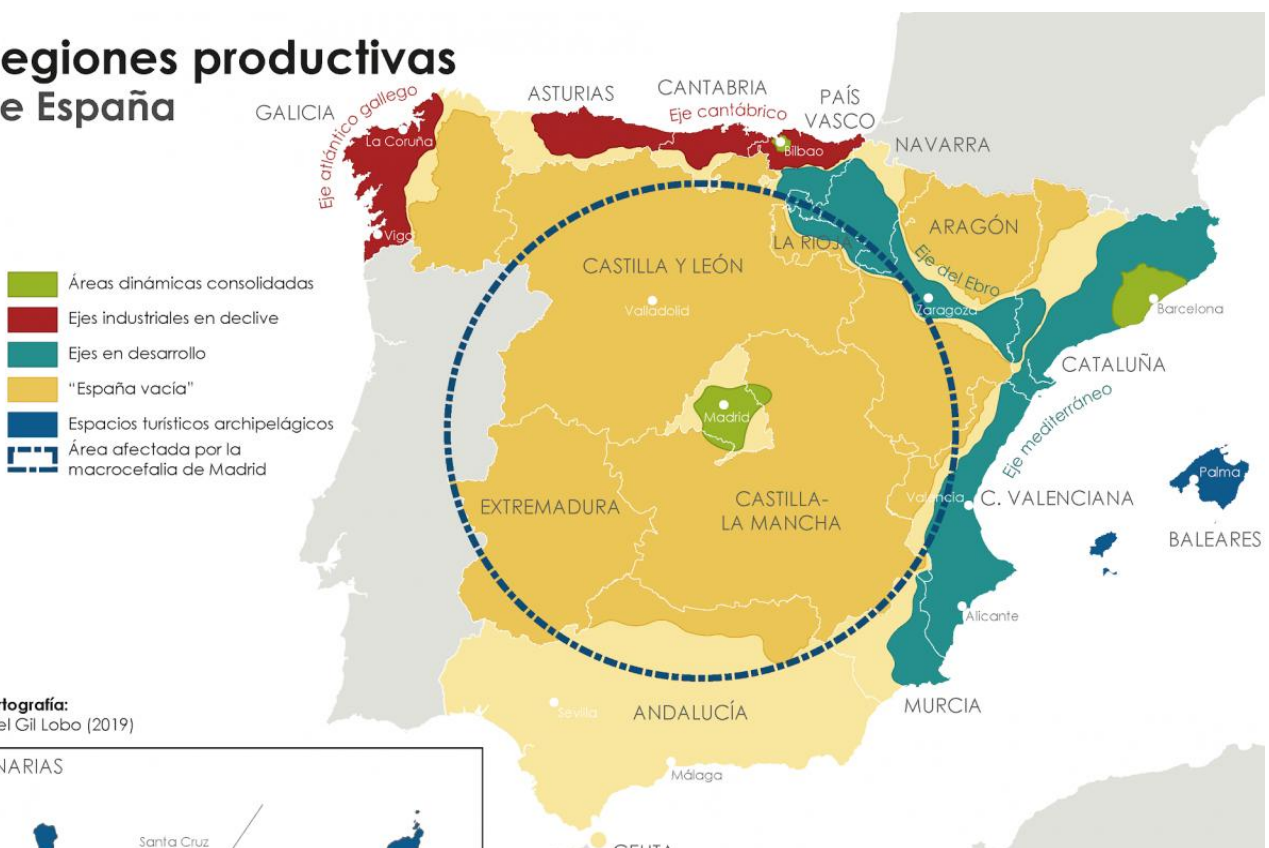 egiones productivas
e España
GALICIA
ASTURIAS
CANTABRIA
PAÍS
VASCO
NAVARRA
Eje atlántico gallego
Eje cantábrico
La Coruña
Bilbao
Vigo
ARAGÓN
LA RIOJA
Eje del Ebro
CASTILLA Y LEÓN
Valladolid
Zaragoza
Barcelona
CATALUÑA
Áreas dinámicas consolidadas
Ejes industriales en declive
Ejes en desarrollo
"España vacía"
Espacios turísticos archipelágicos
Área afectada por la
macrocefalia de Madrid
Madrid
Eje mediterráneo
Palma
BALEARES
EXTREMADURA
CASTILLA-
LA MANCHA
Valencia
C. VALENCIANA
Alicante
MURCIA
Sevilla
ANDALUCÍA
Málaga
rtografía:
el Gil Lobo (2019)
NARIAS
Santa Cruz
CEUTA